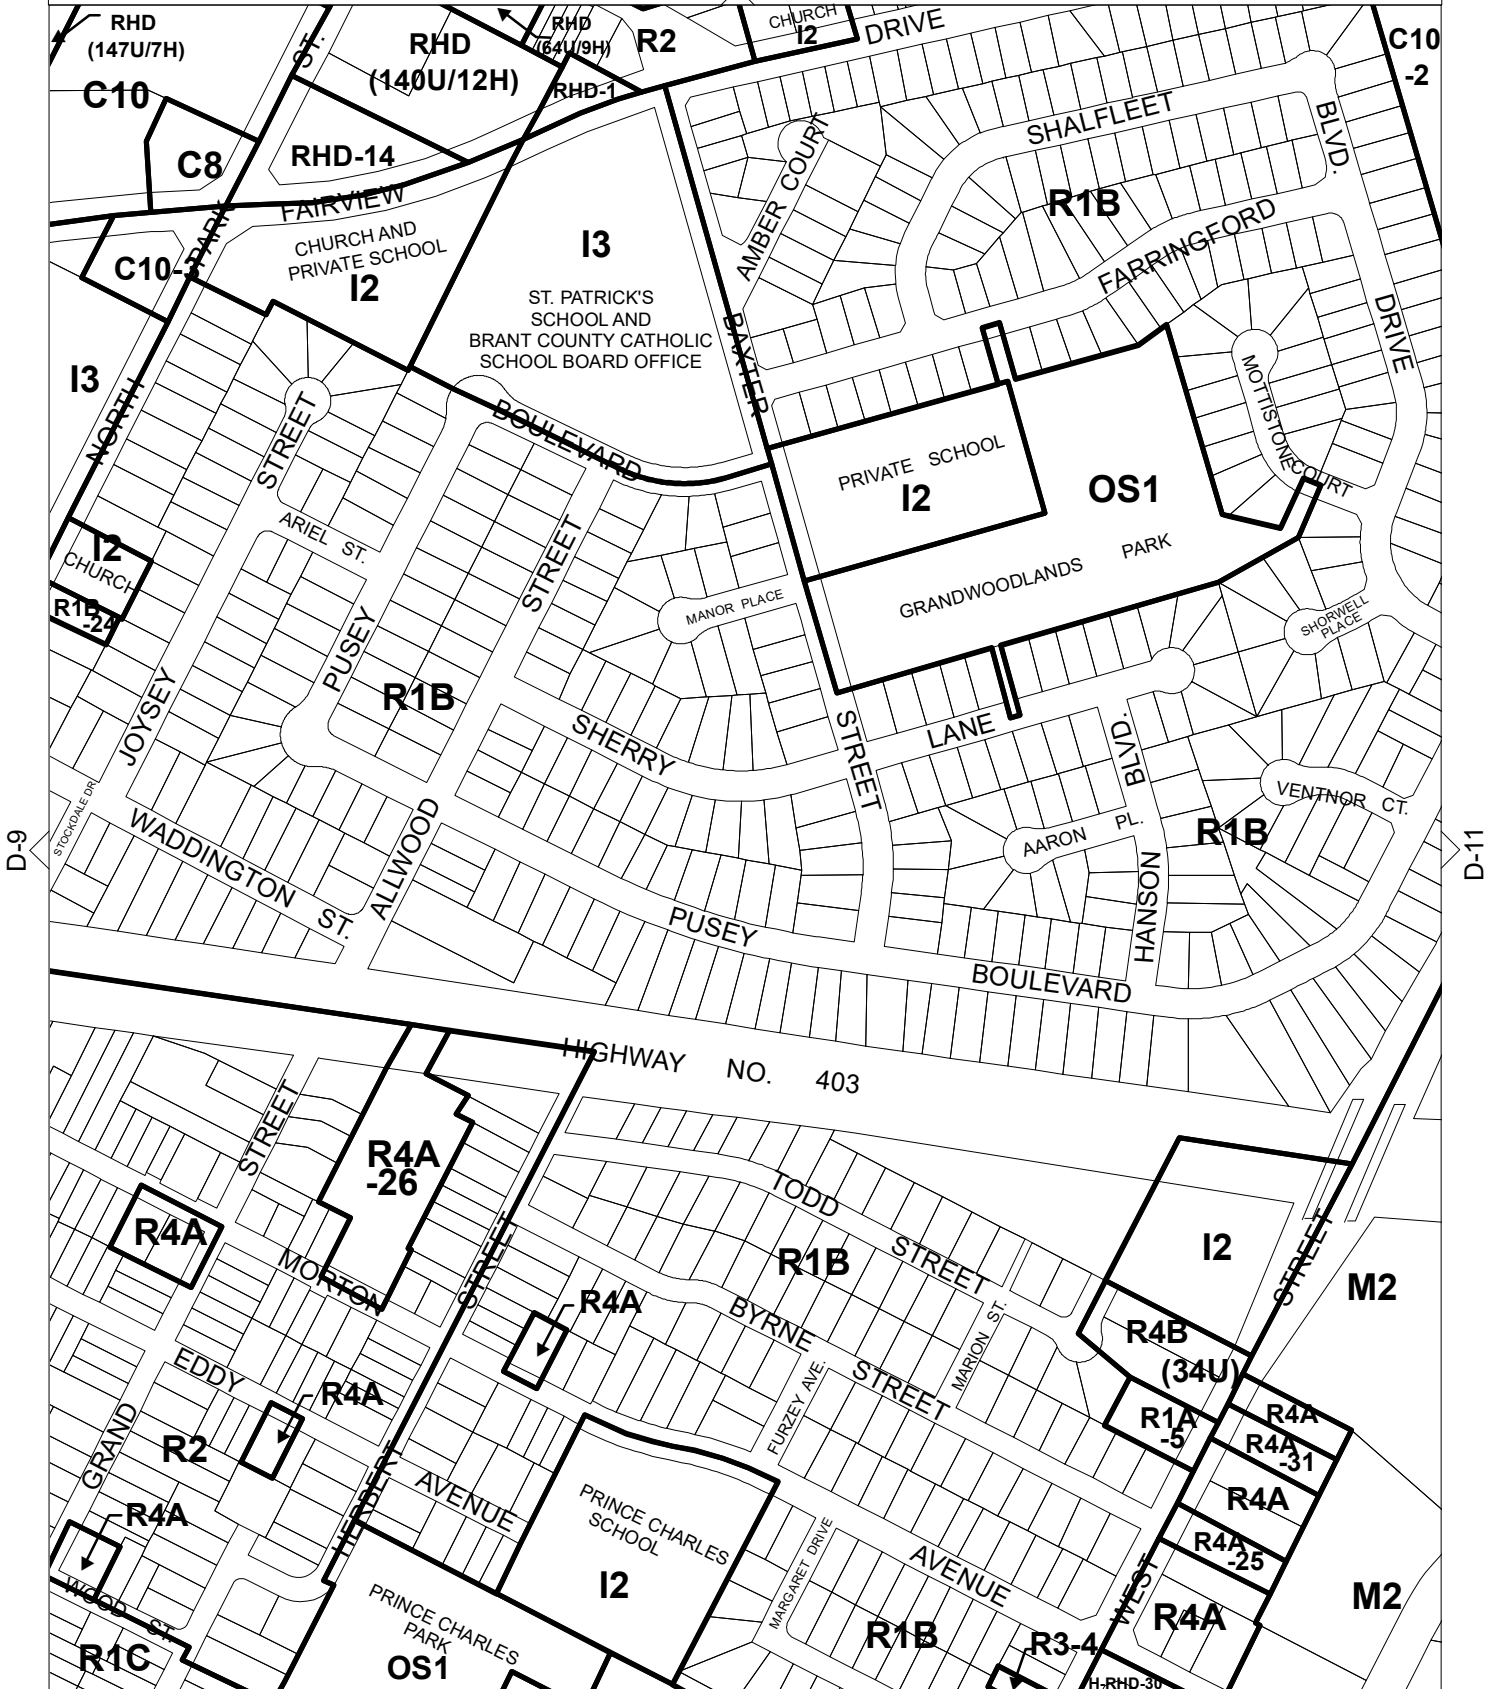 RHD
(147U/7H)
C10
ST.
RHD
(140U/12H)
RHD
(64U/9H)
R2
RHD-1
CHURCH
I2
DRIVE
C10
-2
C8
RHD-14
FAIRVIEW
PARK
C10-3
CHURCH AND
PRIVATE SCHOOL
I2
I3
ST. PATRICK'S
SCHOOL AND
BRANT COUNTY CATHOLIC
SCHOOL BOARD OFFICE
AMBER COURT
SHALFLEET
BLVD.
R1B
FARRINGFORD
DRIVE
BAXTER
I3
NORTH
STREET
BOULEVARD
MOTTISTONE
COURT
PRIVATE SCHOOL
I2
OS1
GRANDWOODLANDS PARK
ARIEL ST.
I2
CHURCH
R1B
-24
STREET
MANOR PLACE
SHORWELL
PLACE
PUSEY
R1B
JOYSEY
SHERRY
STREET
LANE
BLVD.
VENTNOR CT.
R1B
AARON PL.
STOCKDALE DR.
D-9
WADDINGTON ST.
ALLWOOD
HANSON
D-11
PUSEY
BOULEVARD
HIGHWAY NO. 403
STREET
R4A
-26
R4A
MORTON
STREET
TODD
STREET
R1B
I2
STREET
M2
R4A
BYRNE
STREET
MARION ST.
R4B
(34U)
EDDY
R4A
FURZEY AVE.
R1A
-5
R4A
R4A
-31
GRAND
R2
HERBERT
AVENUE
R4A
R4A
PRINCE CHARLES
SCHOOL
I2
MARGARET DRIVE
AVENUE
R4A
-25
WEST
M2
WOOD ST.
R1C
PRINCE CHARLES
PARK
OS1
R1B
R3-4
R4A
H-RHD-30